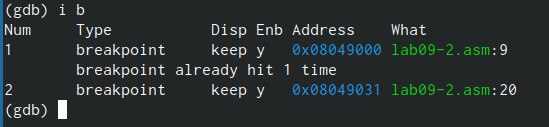 (gdb) i b
Num     Type           Disp Enb Address    What
1       breakpoint     keep y   0x08049000 lab09-2.asm:9
        breakpoint already hit 1 time
2       breakpoint     keep y   0x08049031 lab09-2.asm:20
(gdb)